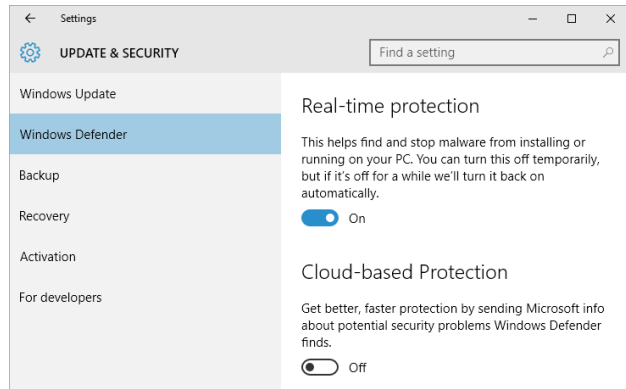 Settings
UPDATE & SECURITY
Find a setting
Windows Update
Windows Defender
Backup
Recovery
Activation
For developers
Real-time protection
This helps find and stop malware from installing or
running on your PC. You can turn this off temporarily,
but if it's off for a while we'll turn it back on
automatically.
On
Cloud-based Protection
Get better, faster protection by sending Microsoft info
about potential security problems Windows Defender
finds.
Off